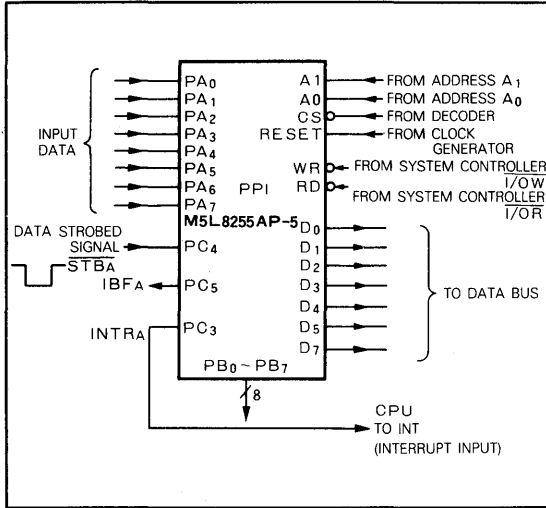 PA0
PA1
PA2
PA3
PA4
PA5
PA6
PA7
INPUT
DATA
DATA STROBED
SIGNAL
STBA
PC4
IBFA
PC5
INTRA
PC3
PPI
M5L8255AP-5
PB0~PB7
8
A1
FROM ADDRESS A1
A0
FROM ADDRESS A0
CS
FROM DECODER
RESET
FROM CLOCK
GENERATOR
WR
FROM SYSTEM CONTROLLER
I/OW
RD
FROM SYSTEM CONTROLLER
I/OR
D0
D1
D2
D3
D4
D5
D7
TO DATA BUS
CPU
TO INT
(INTERRUPT INPUT)